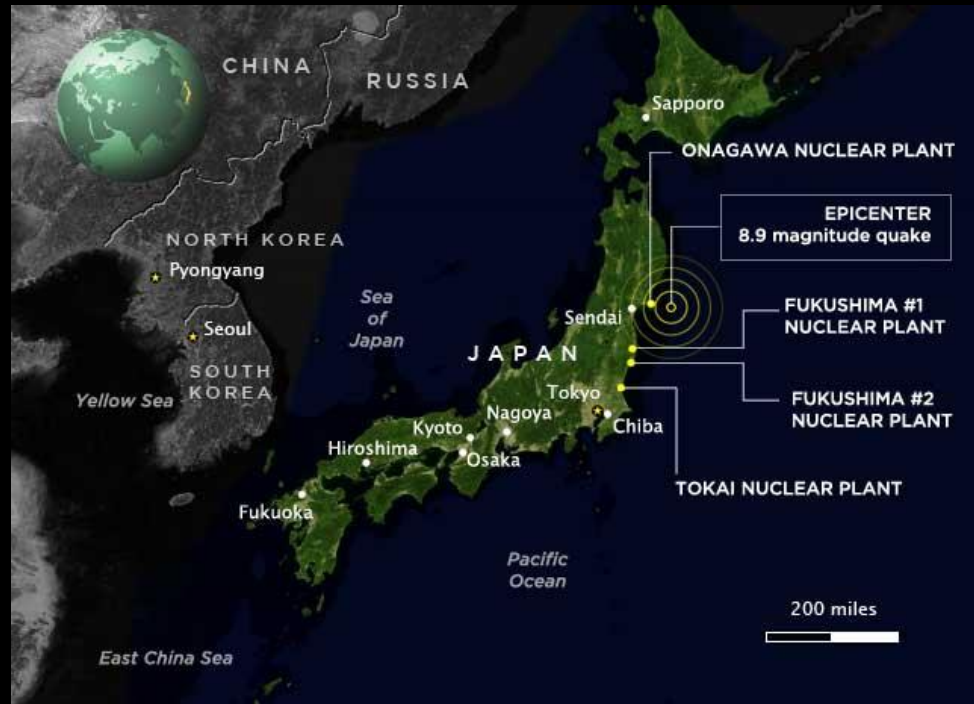 CHINA
RUSSIA
Sapporo
ONAGAWA NUCLEAR PLANT
EPICENTER
8.9 magnitude quake
NORTH KOREA
Pyongyang
Sea
of
Japan
Sendai
FUKUSHIMA #1
NUCLEAR PLANT
Seoul
JAPAN
SOUTH
KOREA
Yellow Sea
Tokyo
FUKUSHIMA #2
NUCLEAR PLANT
Nagoya
Kyoto
Chiba
Hiroshima
Osaka
TOKAI NUCLEAR PLANT
Fukuoka
Pacific
Ocean
200 miles
East China Sea